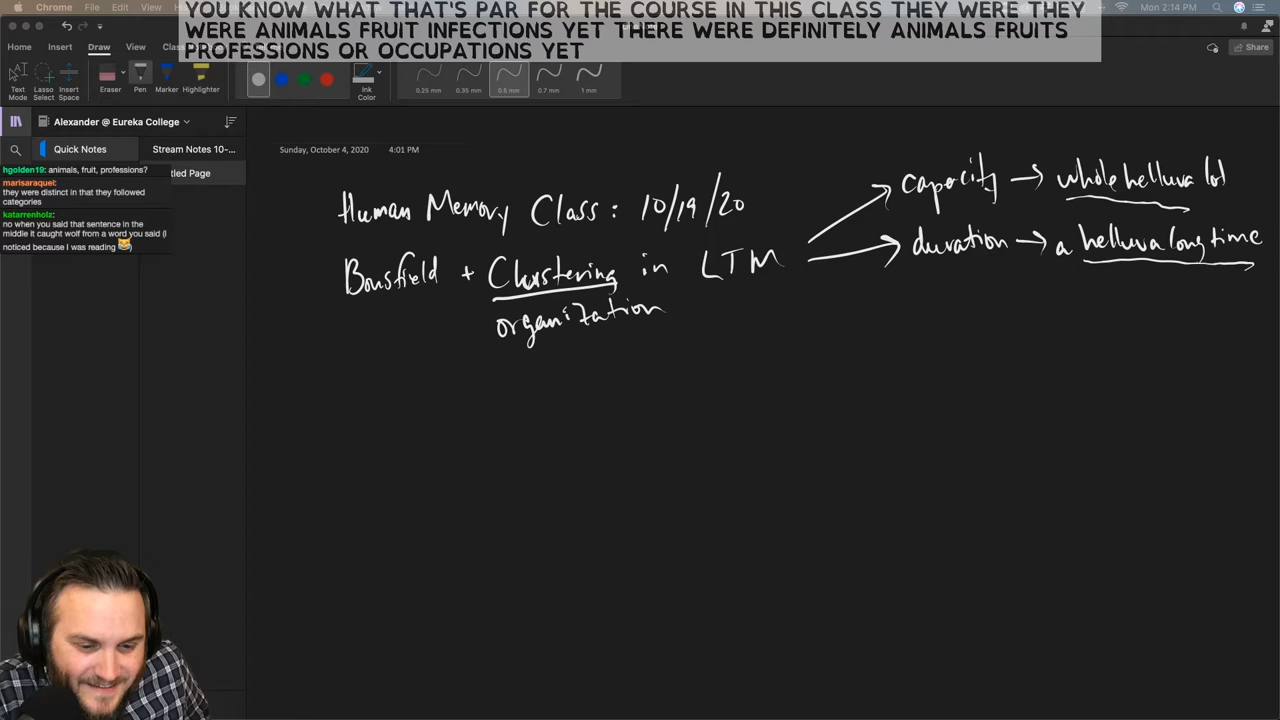 YOU KNOW WHAT THAT'S PAR FOR THE COURSE IN THIS CLASS THEY WERE THEY
WERE ANIMALS FRUIT INFECTIONS YET THERE WERE DEFINITELY ANIMALS FRUITS
PROFESSIONS OR OCCUPATIONS YET
Chrome File Edit View
Mon 2:14 PM
Home Insert Draw View
Share
Text Mode
Lasso Select
Insert Space
Eraser
Pen
Marker
Highlighter
Ink Color
0.25 mm
0.35 mm
0.5 mm
0.7 mm
1 mm
Alexander @ Eureka College
Quick Notes
Stream Notes 10-...
tled Page
hgolden19: animals, fruit, professions?
marisaraquel:
they were distinct in that they followed
categories
katarrenholz:
no when you said that sentence in the
middle it caught wolf from a word you said (I
noticed because I was reading 😹)
Sunday, October 4, 2020 4:01 PM
Human Memory Class: 10/19/20
Bousfield + Clustering in LTM
organization
capacity → whole helluva lot
duration → a helluva long time